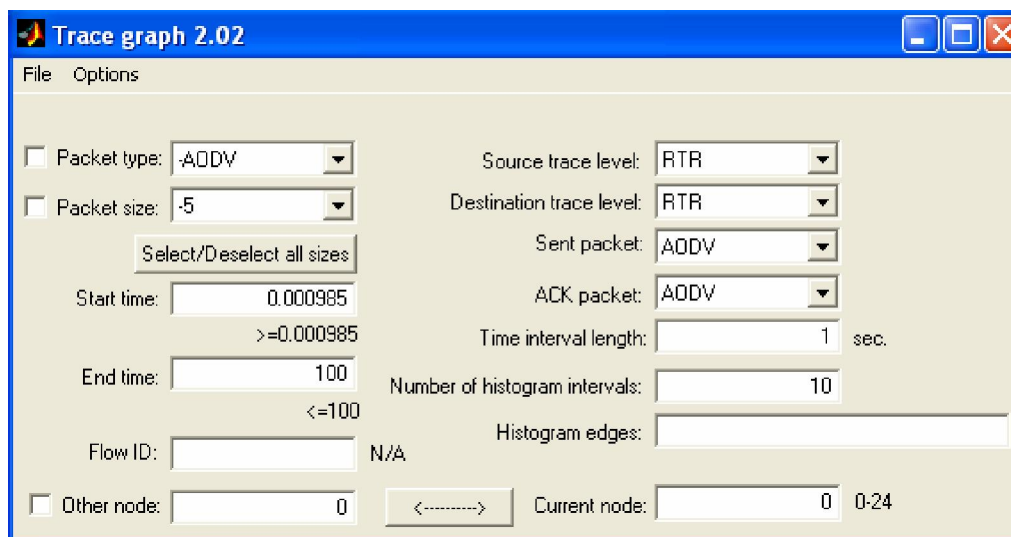 Trace graph 2.02
File Options
Packet type: -AODV
Source trace level: RTR
Packet size: -5
Destination trace level: RTR
Select/Deselect all sizes
Sent packet: AODV
Start time: 0.000985
ACK packet: AODV
>=0.000985
Time interval length: 1 sec.
End time: 100
Number of histogram intervals: 10
<=100
Histogram edges:
Flow ID: N/A
Other node: 0
<---------->
Current node: 0 0-24